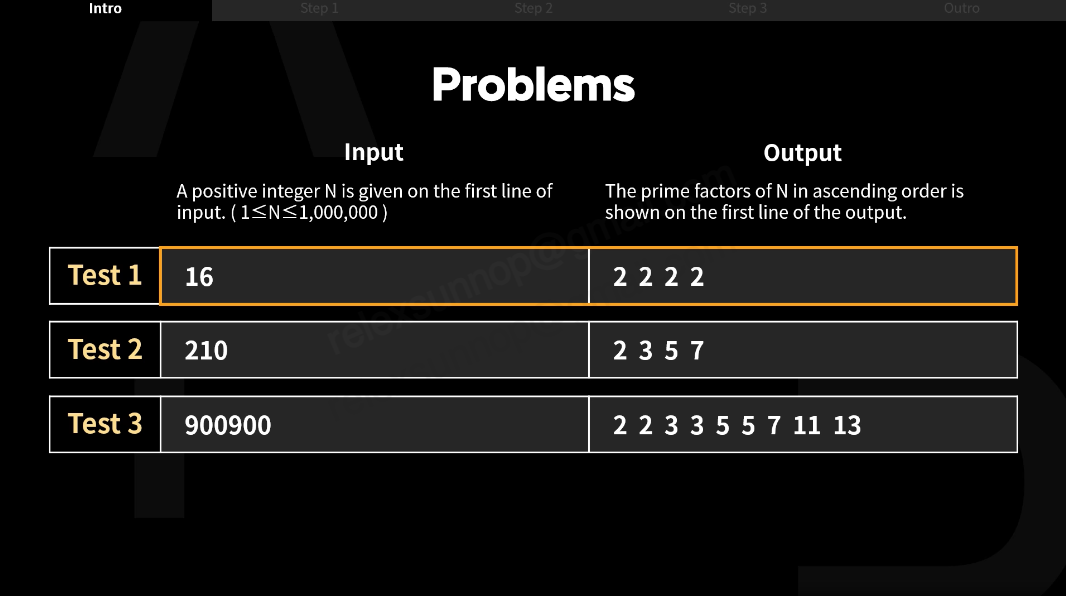 Intro Step 1 Step 2 Step 3 Outro
Problems
Input Output
A positive integer N is given on the first line of
input. ( 1≤N≤1,000,000 )
The prime factors of N in ascending order is
shown on the first line of the output.
Test 1 16 2 2 2 2
Test 2 210 2 3 5 7
Test 3 900900 2 2 3 3 5 5 7 11 13